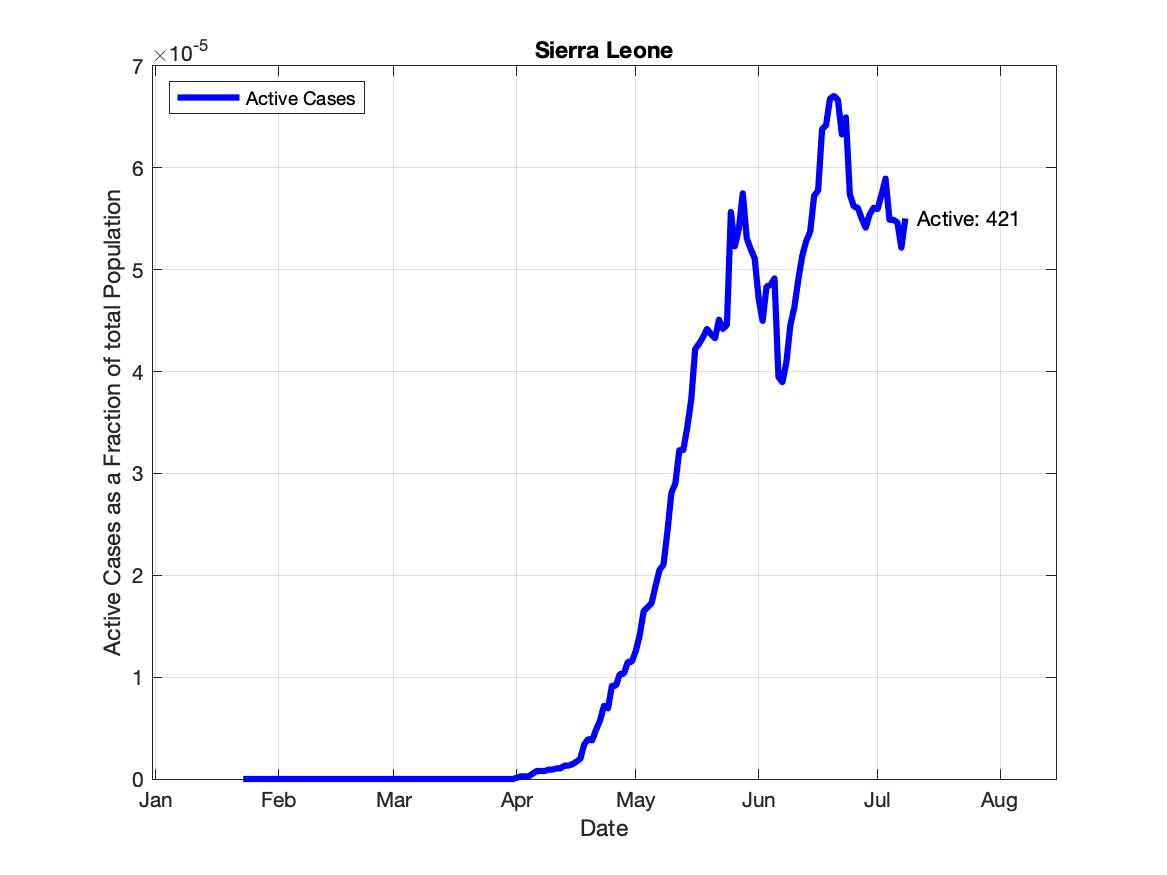 Sierra Leone
×10-5
Active Cases
7
6
5
4
3
2
1
0
Active Cases as a Fraction of total Population
Active: 421
Jan Feb Mar Apr May Jun Jul Aug
Date